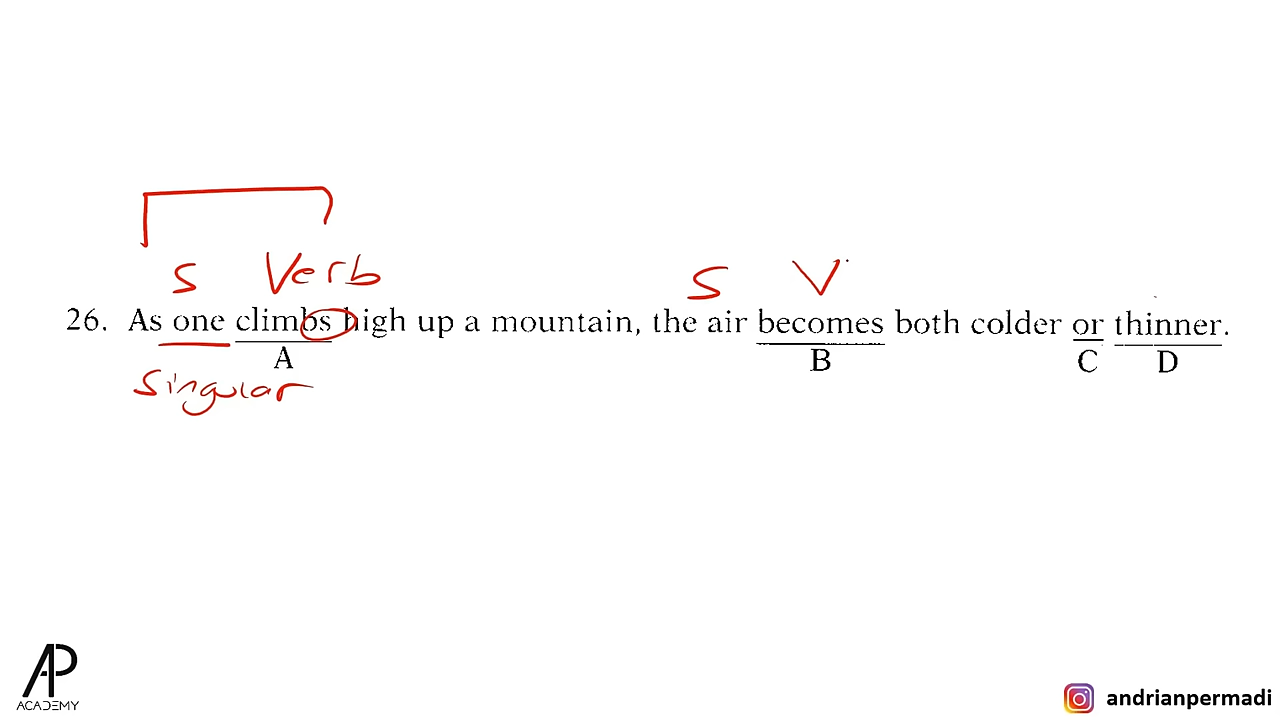 S Verb S V
26. As one climbs high up a mountain, the air becomes both colder or thinner.
A B C D
Singular
AP
ACADEMY
andrianpermadi